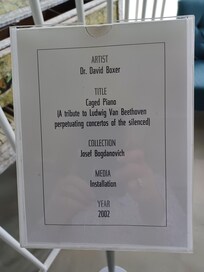 ARTIST
Dr. David Boxer
TITLE
Caged Piano
(A tribute to Ludwig Van Beethoven
perpetuating concertos of the silenced)
COLLECTION
Josef Bogdanovich
MEDIA
Installation
YEAR
2002